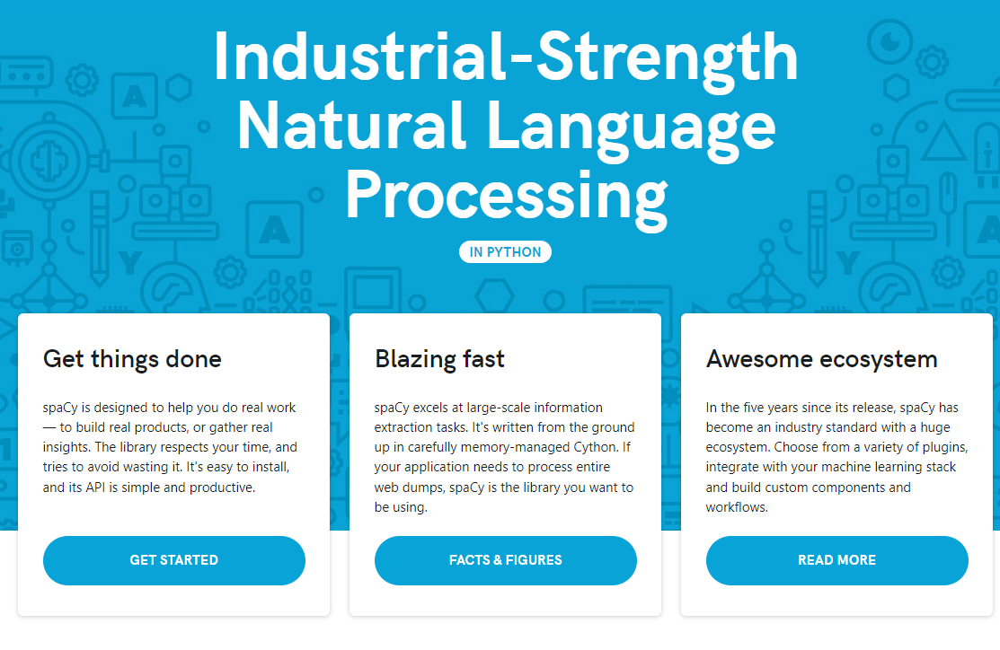 Industrial-Strength
Natural Language
Processing
IN PYTHON
Get things done
spaCy is designed to help you do real work
— to build real products, or gather real
insights. The library respects your time, and
tries to avoid wasting it. It's easy to install,
and its API is simple and productive.
GET STARTED
Blazing fast
spaCy excels at large-scale information
extraction tasks. It's written from the ground
up in carefully memory-managed Cython. If
your application needs to process entire
web dumps, spaCy is the library you want to
be using.
FACTS & FIGURES
Awesome ecosystem
In the five years since its release, spaCy has
become an industry standard with a huge
ecosystem. Choose from a variety of plugins,
integrate with your machine learning stack
and build custom components and
workflows.
READ MORE
A
A
A
Y
Y
1